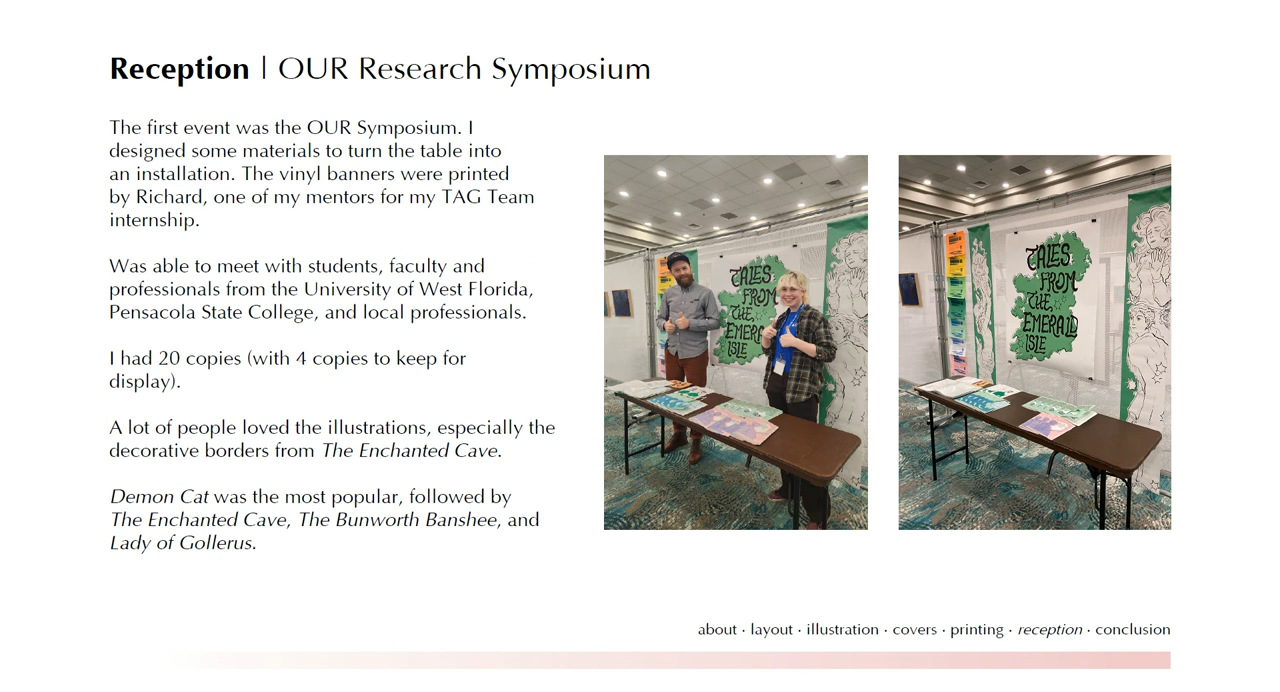 Reception | OUR Research Symposium
The first event was the OUR Symposium. I
designed some materials to turn the table into
an installation. The vinyl banners were printed
by Richard, one of my mentors for my TAG Team
internship.
Was able to meet with students, faculty and
professionals from the University of West Florida,
Pensacola State College, and local professionals.
I had 20 copies (with 4 copies to keep for
display).
A lot of people loved the illustrations, especially the
decorative borders from The Enchanted Cave.
Demon Cat was the most popular, followed by
The Enchanted Cave, The Bunworth Banshee, and
Lady of Gollerus.
TALES
FROM
THE
EMERA
ISLE
TALES
FROM
THE
EMERALD
ISLE
about · layout · illustration · covers · printing · reception · conclusion